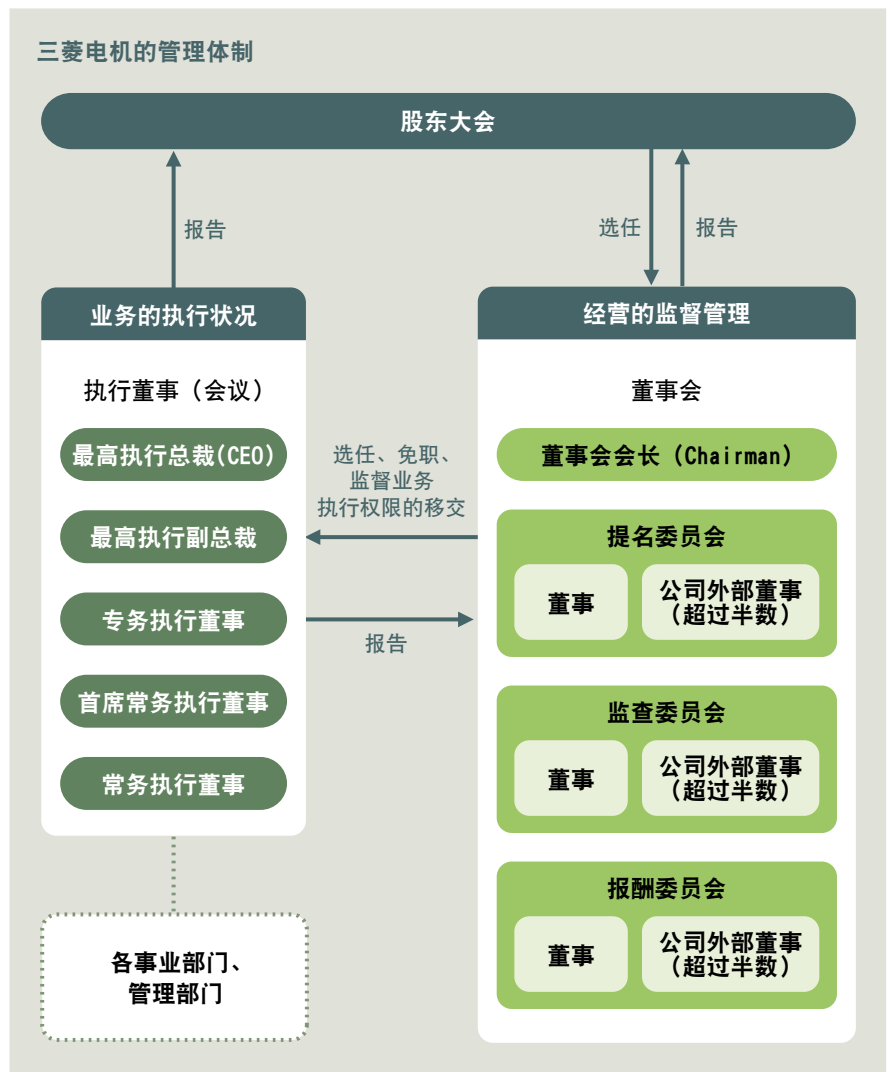 三菱电机的管理体制
股东大会
报告
选任
报告
业务的执行状况
执行董事（会议）
最高执行总裁(CEO)
最高执行副总裁
专务执行董事
首席常务执行董事
常务执行董事
各事业部门、
管理部门
选任、免职、
监督业务
执行权限的移交
报告
经营的监督管理
董事会
董事会会长（Chairman）
提名委员会
董事
公司外部董事
（超过半数）
监查委员会
董事
公司外部董事
（超过半数）
报酬委员会
董事
公司外部董事
（超过半数）